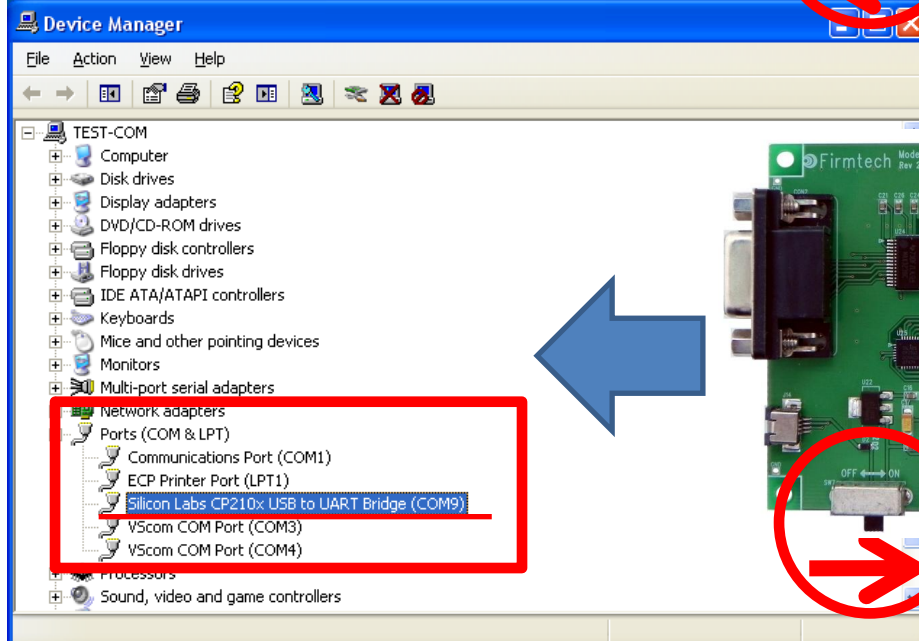 Device Manager
File Action View Help
TEST-COM
Computer
Disk drives
Display adapters
DVD/CD-ROM drives
Floppy disk controllers
Floppy disk drives
IDE ATA/ATAPI controllers
Keyboards
Mice and other pointing devices
Monitors
Multi-port serial adapters
Network adapters
Ports (COM & LPT)
Communications Port (COM1)
ECP Printer Port (LPT1)
Silicon Labs CP210x USB to UART Bridge (COM9)
VScom COM Port (COM3)
VScom COM Port (COM4)
Processors
Sound, video and game controllers
Firmtech
OFF ON